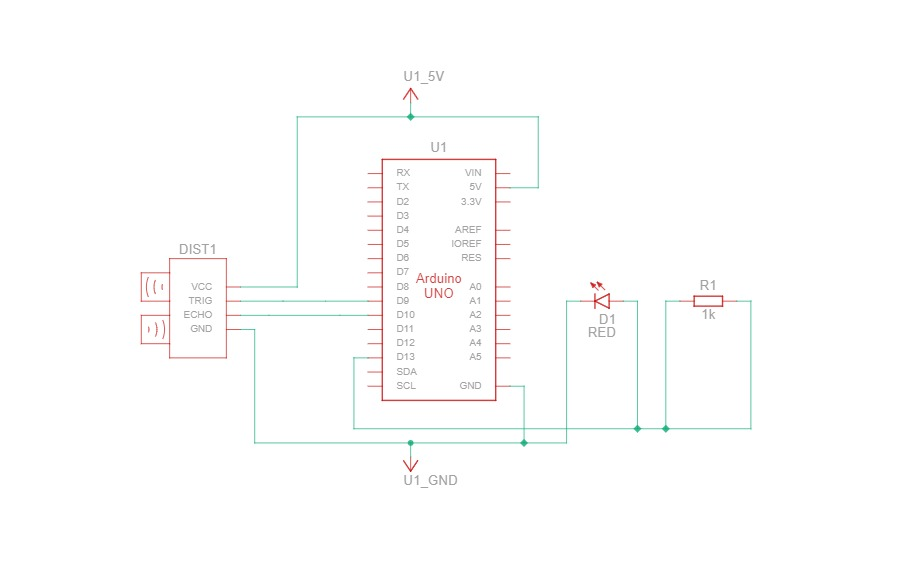 U1_5V
U1
RX VIN
TX 5V
D2 3.3V
D3
D4 AREF
D5 IOREF
D6 RES
D7
D8 A0
D9 A1
D10 A2
D11 A3
D12 A4
D13 A5
SDA
SCL GND
Arduino
UNO
DIST1
VCC
TRIG
ECHO
GND
D1
RED
R1
1k
U1_GND